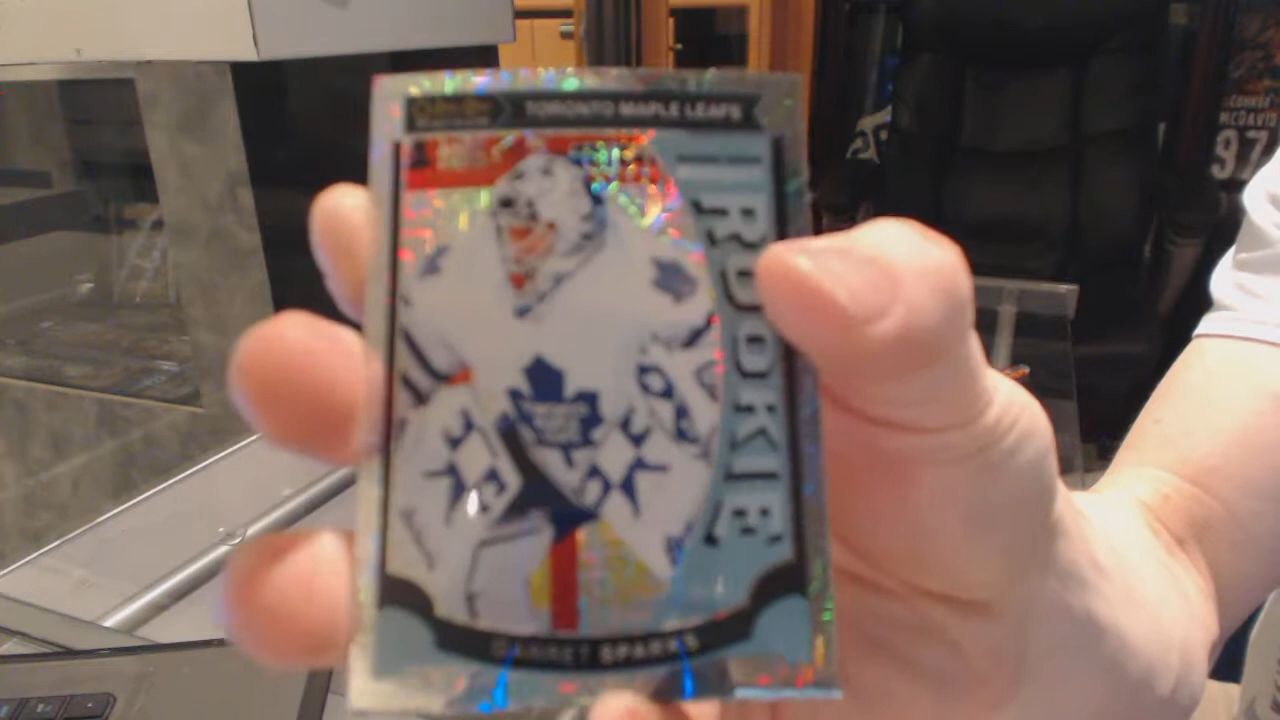 TORONTO MAPLE LEAFS
ROOKIE
GARRET SPARKS
MCDAVID
97